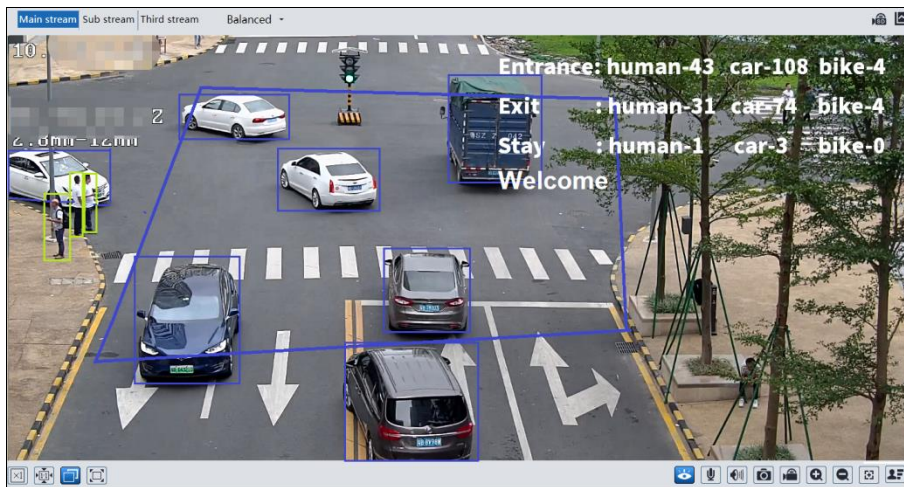 Main stream Sub stream Third stream Balanced
10.
Z
2.8mm-12mm
Entrance: human-43 car-108 bike-4
Exit : human-31 car-74 bike-4
Stay : human-1 car-3 bike-0
Welcome